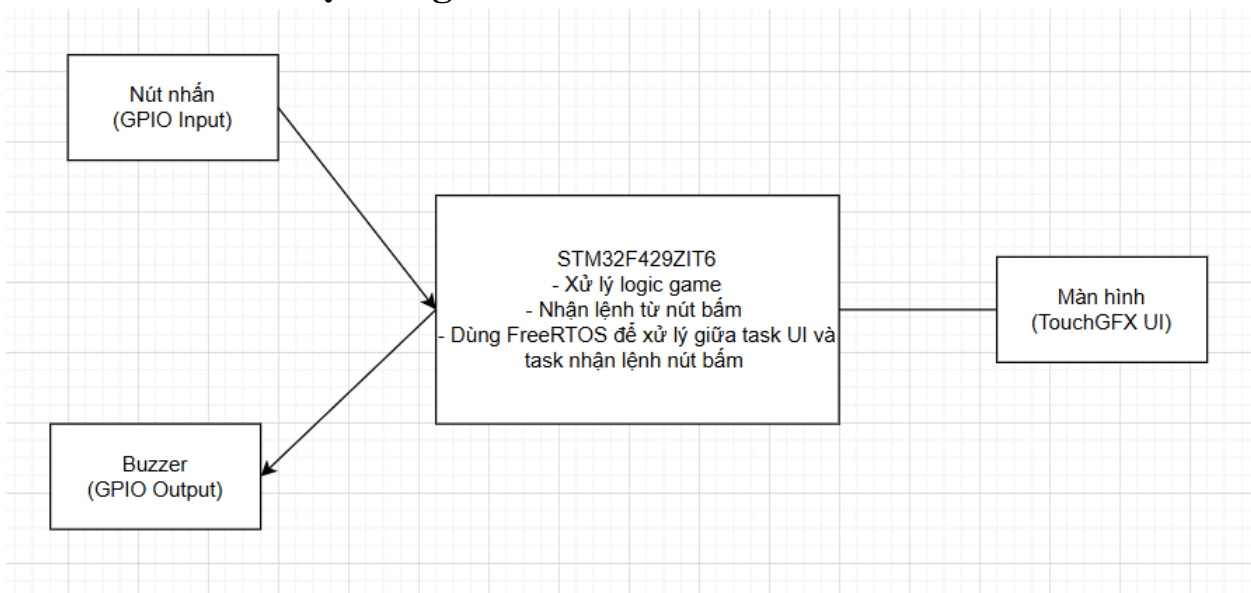 Nút nhấn
(GPIO Input)
STM32F429ZIT6
- Xử lý logic game
- Nhận lệnh từ nút bấm
- Dùng FreeRTOS để xử lý giữa task UI và
task nhận lệnh nút bấm
Màn hình
(TouchGFX UI)
Buzzer
(GPIO Output)